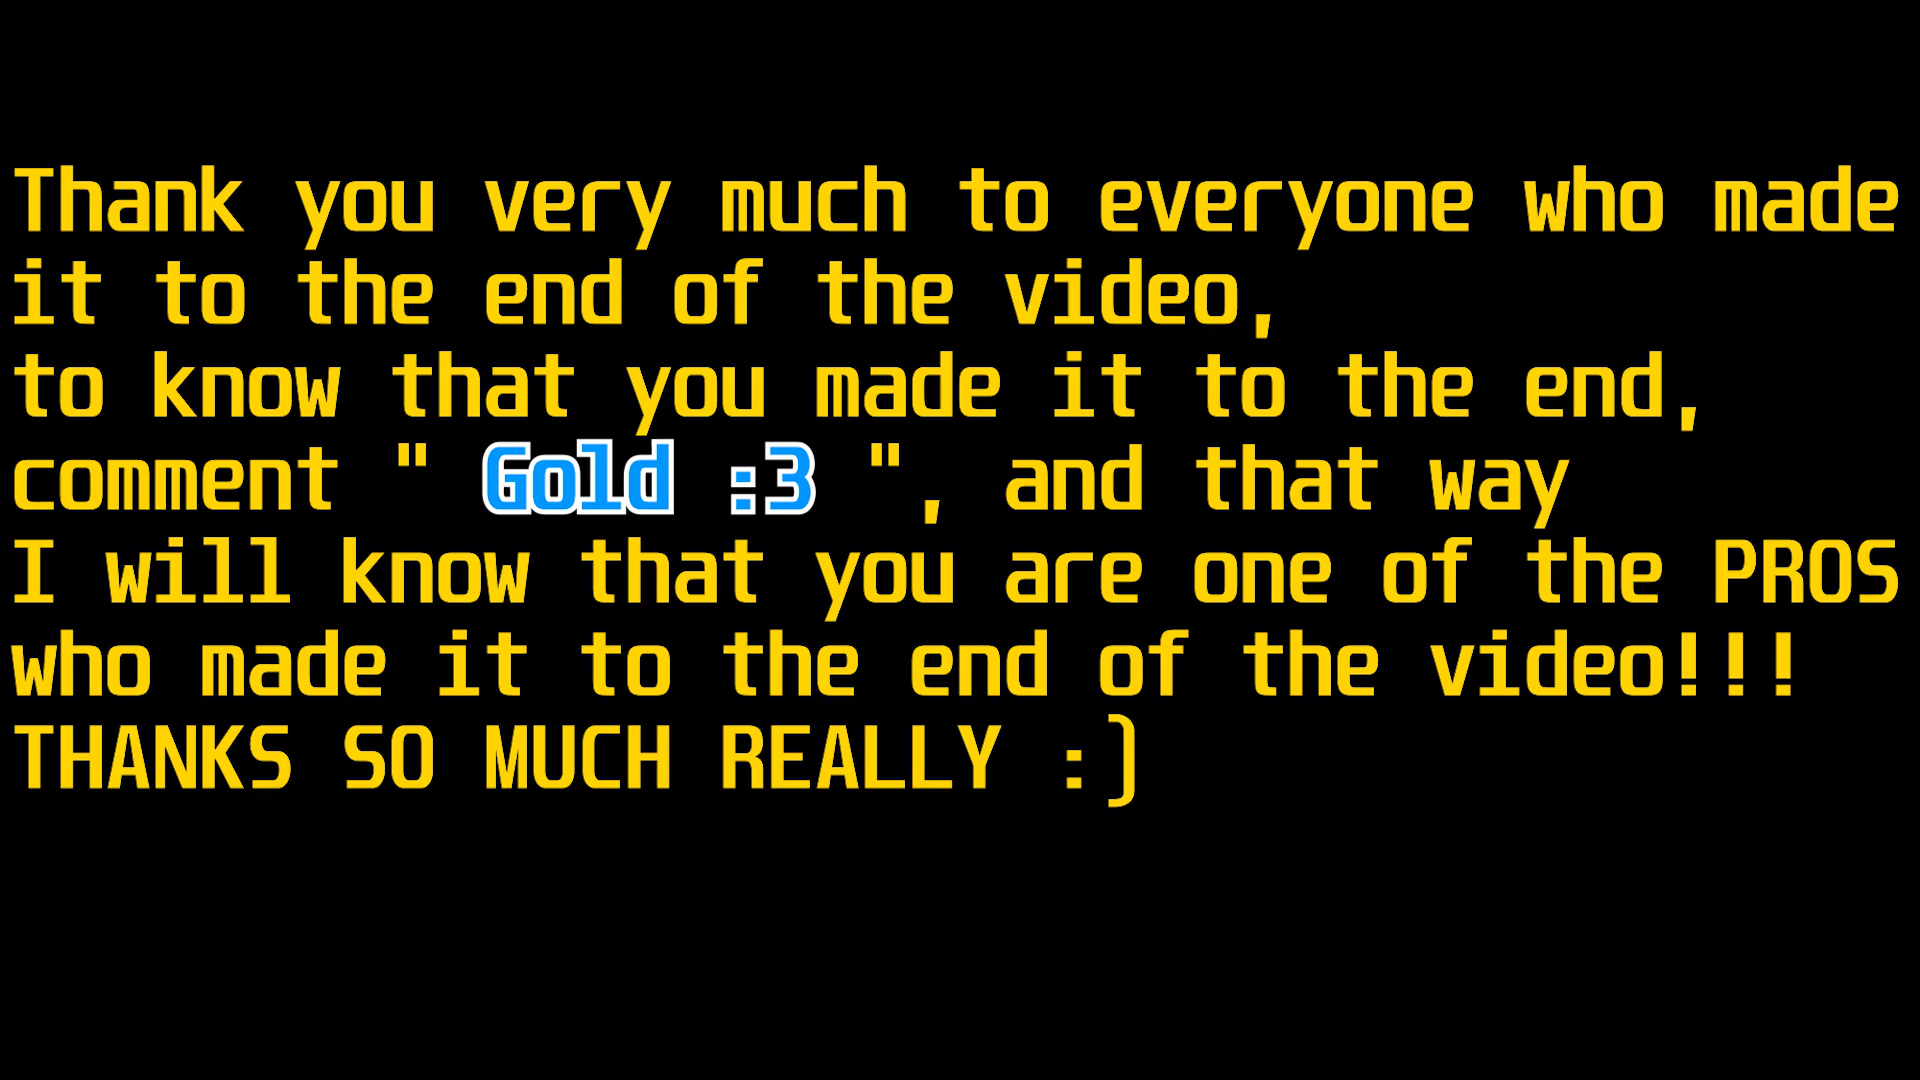 Thank you very much to everyone who made
it to the end of the video,
to know that you made it to the end,
comment " Gold :3 ", and that way
I will know that you are one of the PROS
who made it to the end of the video!!!
THANKS SO MUCH REALLY :)